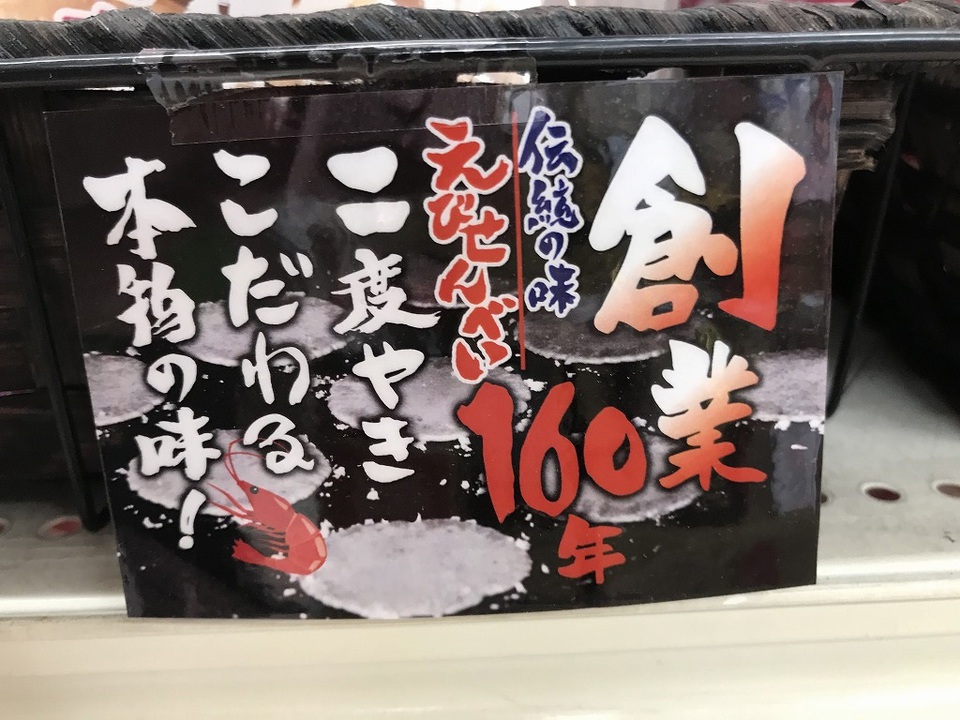 創業
160年
伝統の味
えびせんべい
二度やき
こだわる
本物の味！